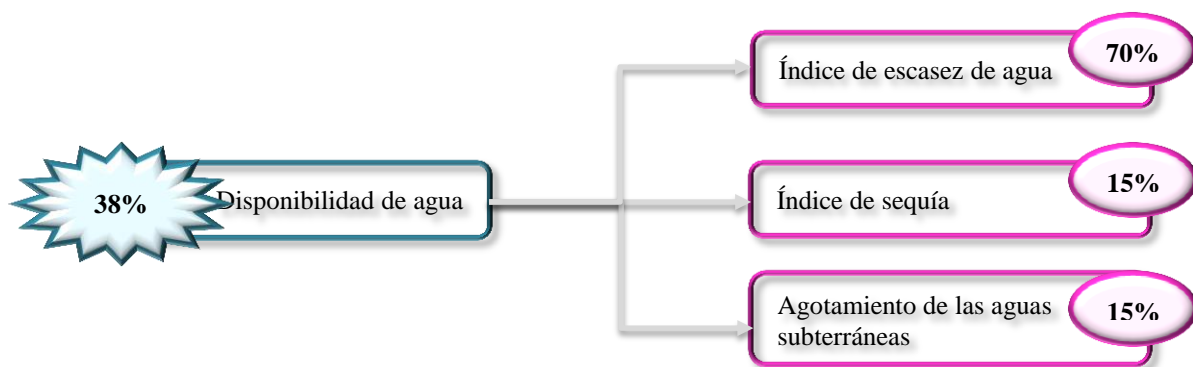 70%
Índice de escasez de agua
38%
Disponibilidad de agua
15%
Índice de sequía
Agotamiento de las aguas
subterráneas
15%